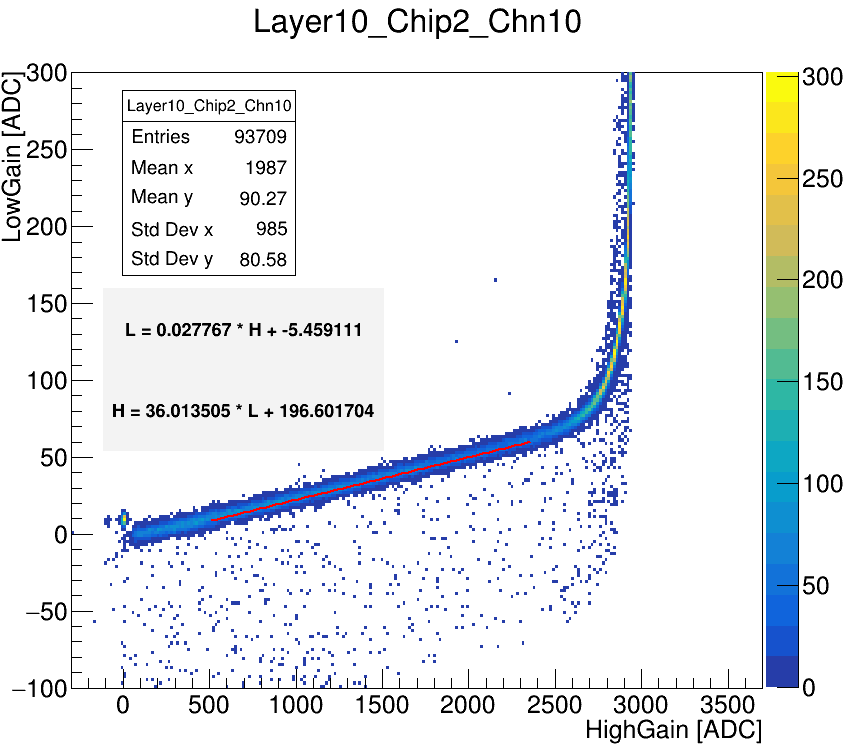 Layer10_Chip2_Chn10
LowGain [ADC]
300
250
200
150
100
50
0
−50
−100
Layer10_Chip2_Chn10
Entries 93709
Mean x 1987
Mean y 90.27
Std Dev x 985
Std Dev y 80.58
L = 0.027767 * H + -5.459111
H = 36.013505 * L + 196.601704
300
250
200
150
100
50
0
0 500 1000 1500 2000 2500 3000 3500
HighGain [ADC]